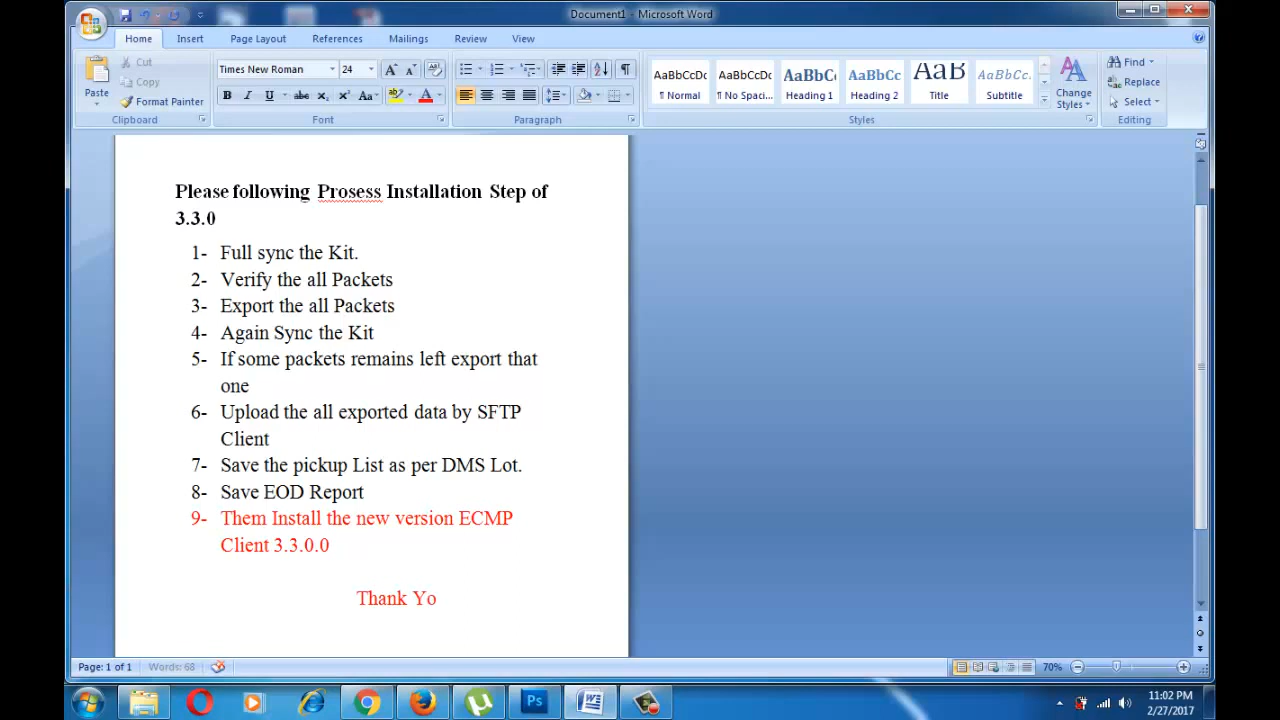 Document1 - Microsoft Word
Home Insert Page Layout References Mailings Review View
Paste
Cut
Copy
Format Painter
Clipboard
Times New Roman 24
Font
Paragraph
AaBbCcDc AaBbCcDc AaBbC AaBbCc AaB AaBbCc.
¶ Normal ¶ No Spaci... Heading 1 Heading 2 Title Subtitle
Change
Styles
Styles
Find
Replace
Select
Editing
Please following Prosess Installation Step of
3.3.0
1- Full sync the Kit.
2- Verify the all Packets
3- Export the all Packets
4- Again Sync the Kit
5- If some packets remains left export that
one
6- Upload the all exported data by SFTP
Client
7- Save the pickup List as per DMS Lot.
8- Save EOD Report
9- Them Install the new version ECMP
Client 3.3.0.0
Thank Yo
Page: 1 of 1 Words: 68 70%
Ps
11:02 PM
2/27/2017